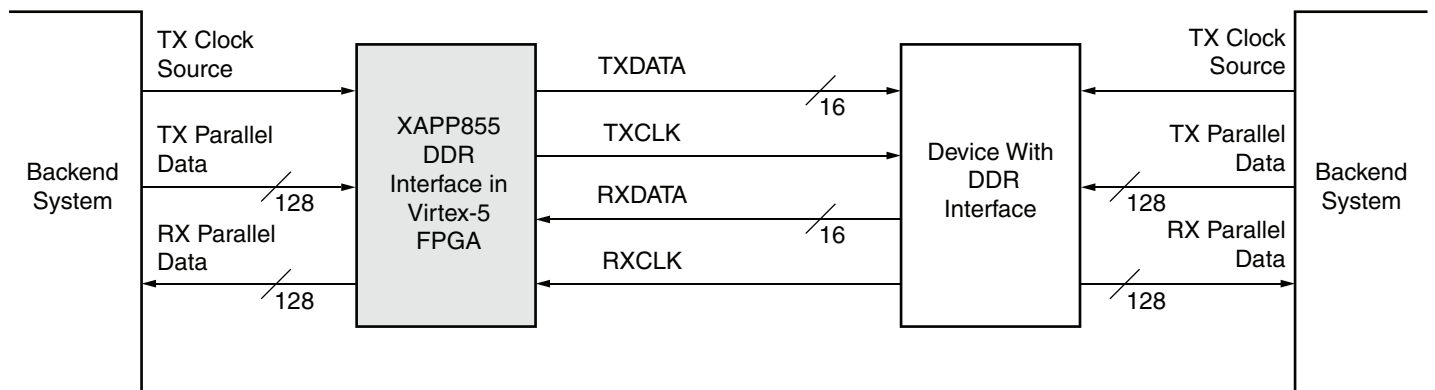 Backend
System
TX Clock
Source
TX Parallel
Data
128
RX Parallel
Data
128
XAPP855
DDR
Interface in
Virtex-5
FPGA
TXDATA
16
TXCLK
RXDATA
16
RXCLK
Device With
DDR
Interface
TX Clock
Source
TX Parallel
Data
128
RX Parallel
Data
128
Backend
System